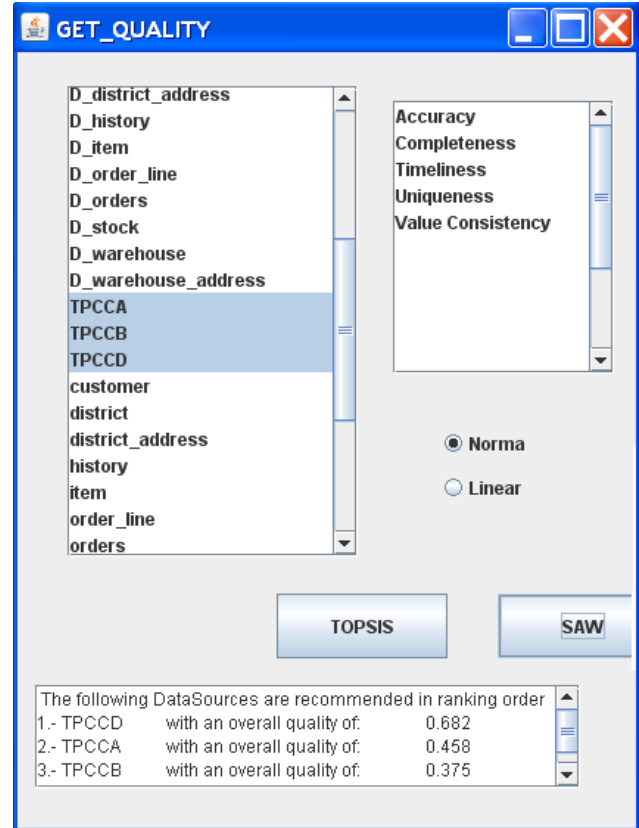 GET_QUALITY
D_district_address
D_history
D_item
D_order_line
D_orders
D_stock
D_warehouse
D_warehouse_address
TPCCA
TPCCB
TPCCD
customer
district
district_address
history
item
order_line
orders
Accuracy
Completeness
Timeliness
Uniqueness
Value Consistency
Norma
Linear
TOPSIS
SAW
The following DataSources are recommended in ranking order
1.- TPCCD with an overall quality of: 0.682
2.- TPCCA with an overall quality of: 0.458
3.- TPCCB with an overall quality of: 0.375